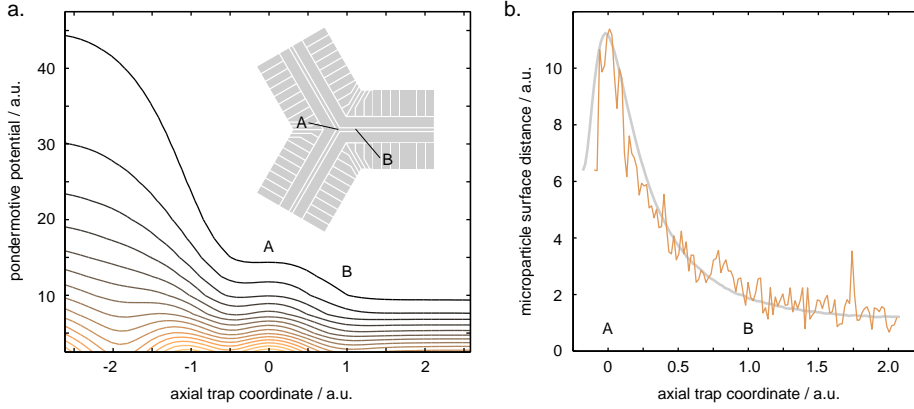 a.
pondermotive potential / a.u.
40
30
20
10
-2
-1
0
1
2
axial trap coordinate / a.u.
A
B
A
B
b.
microparticle surface distance / a.u.
10
8
6
4
2
0
0
0.5
1.0
1.5
2.0
axial trap coordinate / a.u.
A
B